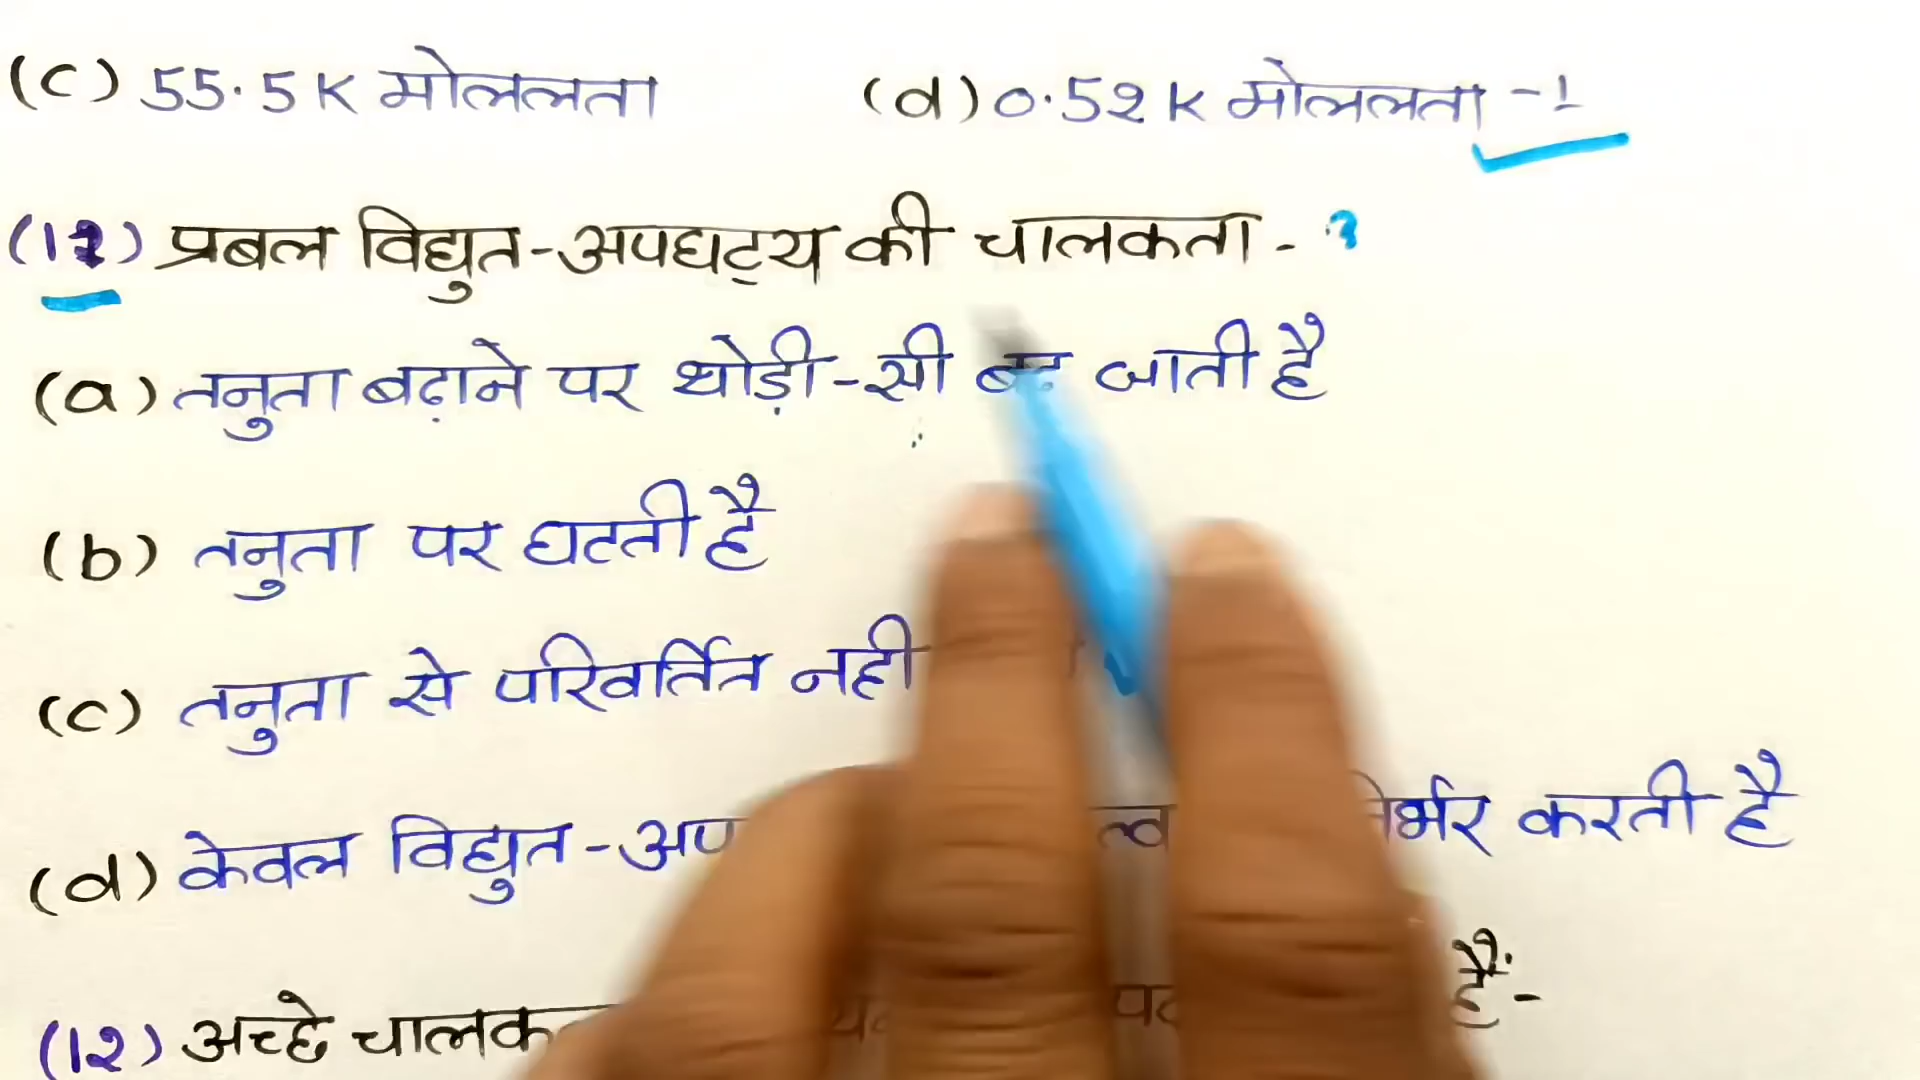 (c) 55.5 K मोललता (d) 0.52 K मोललता -1
(11) प्रबल विद्युत-अपघट्य की चालकता - ?
(a) तनुता बढ़ाने पर थोड़ी-सी बढ़ जाती है
(b) तनुता पर घटती है
(c) तनुता से परिवर्तित नही
(d) केवल विद्युत-अप निर्भर करती है
(12) अच्छे चालक हैं:-